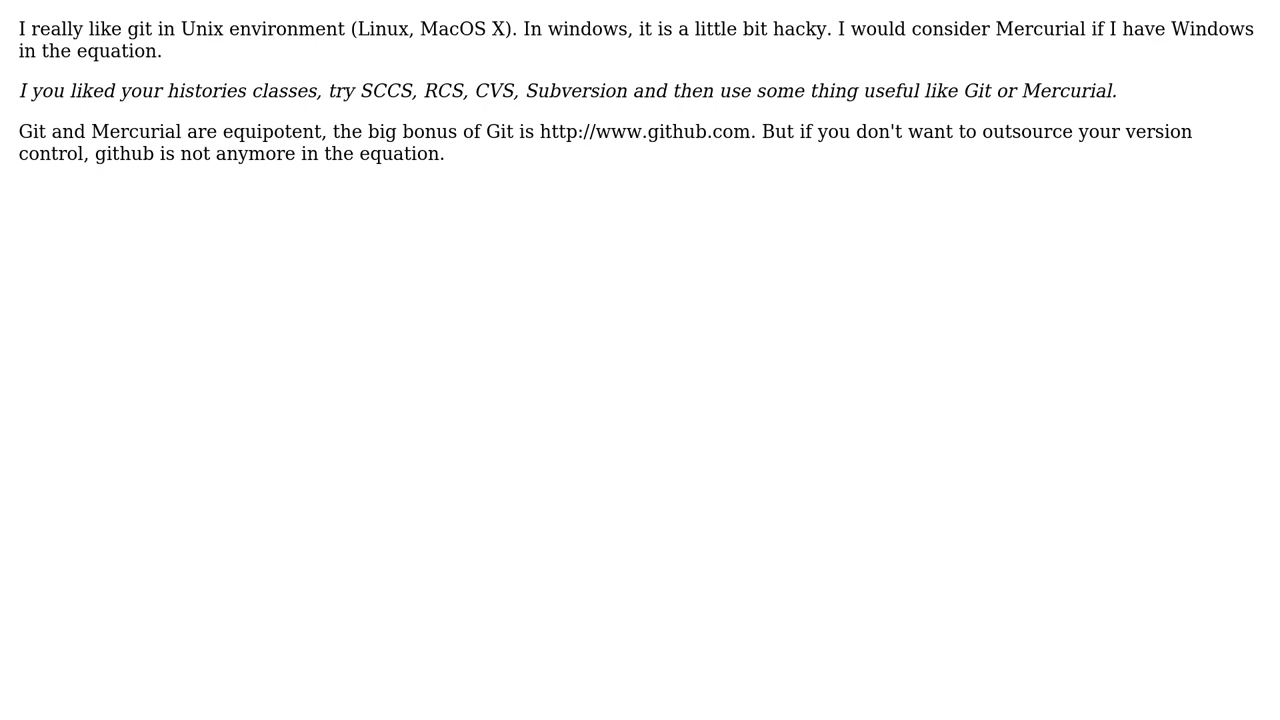 I really like git in Unix environment (Linux, MacOS X). In windows, it is a little bit hacky. I would consider Mercurial if I have Windows
in the equation.
I you liked your histories classes, try SCCS, RCS, CVS, Subversion and then use some thing useful like Git or Mercurial.
Git and Mercurial are equipotent, the big bonus of Git is http://www.github.com. But if you don't want to outsource your version
control, github is not anymore in the equation.